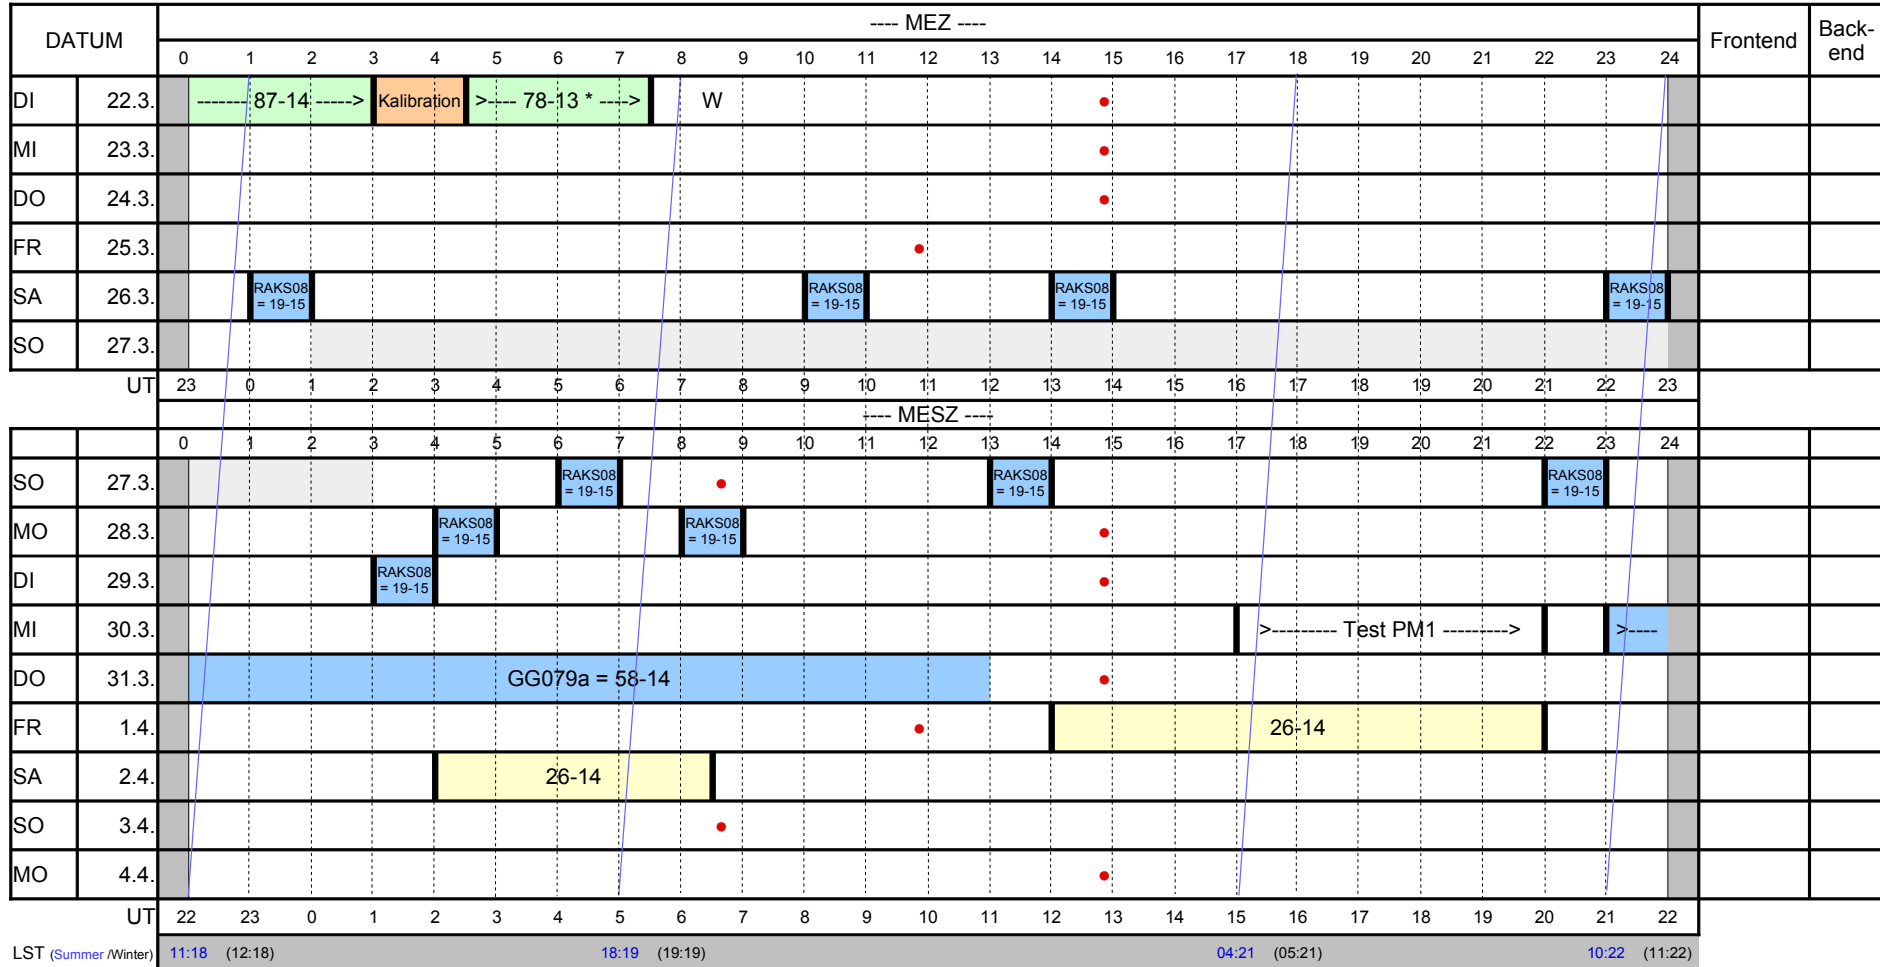 DATUM ---- MEZ ---- Frontend Back-
end
0 1 2 3 4 5 6 7 8 9 10 11 12 13 14 15 16 17 18 19 20 21 22 23 24
DI 22.3. ------- 87-14 -----> Kalibration >---- 78-13 * ----> W
MI 23.3.
DO 24.3.
FR 25.3.
SA 26.3. RAKS08 RAKS08 RAKS08 RAKS08
= 19-15 = 19-15 = 19-15 = 19-15
SO 27.3.
UT 23 0 1 2 3 4 5 6 7 8 9 10 11 12 13 14 15 16 17 18 19 20 21 22 23
---- MESZ ----
0 1 2 3 4 5 6 7 8 9 10 11 12 13 14 15 16 17 18 19 20 21 22 23 24
SO 27.3. RAKS08 RAKS08 RAKS08
= 19-15 = 19-15 = 19-15
MO 28.3. RAKS08 RAKS08
= 19-15 = 19-15
DI 29.3. RAKS08
= 19-15
MI 30.3. >--------- Test PM1 ---------> >----
DO 31.3. GG079a = 58-14
FR 1.4. 26-14
SA 2.4. 26-14
SO 3.4.
MO 4.4.
UT 22 23 0 1 2 3 4 5 6 7 8 9 10 11 12 13 14 15 16 17 18 19 20 21 22
LST (Summer /Winter) 11:18 (12:18) 18:19 (19:19) 04:21 (05:21) 10:22 (11:22)